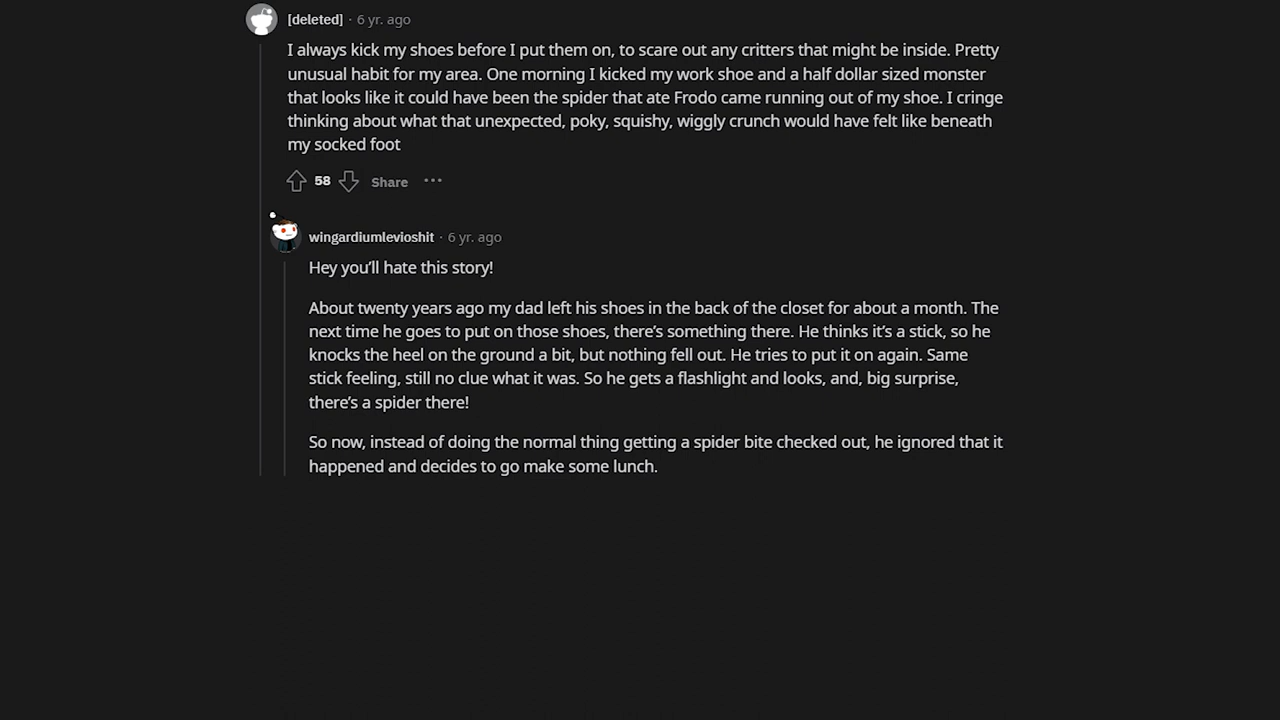 [deleted] · 6 yr. ago
I always kick my shoes before I put them on, to scare out any critters that might be inside. Pretty
unusual habit for my area. One morning I kicked my work shoe and a half dollar sized monster
that looks like it could have been the spider that ate Frodo came running out of my shoe. I cringe
thinking about what that unexpected, poky, squishy, wiggly crunch would have felt like beneath
my socked foot
58 Share ···
wingardiumlevioshit · 6 yr. ago
Hey you’ll hate this story!
About twenty years ago my dad left his shoes in the back of the closet for about a month. The
next time he goes to put on those shoes, there’s something there. He thinks it’s a stick, so he
knocks the heel on the ground a bit, but nothing fell out. He tries to put it on again. Same
stick feeling, still no clue what it was. So he gets a flashlight and looks, and, big surprise,
there’s a spider there!
So now, instead of doing the normal thing getting a spider bite checked out, he ignored that it
happened and decides to go make some lunch.